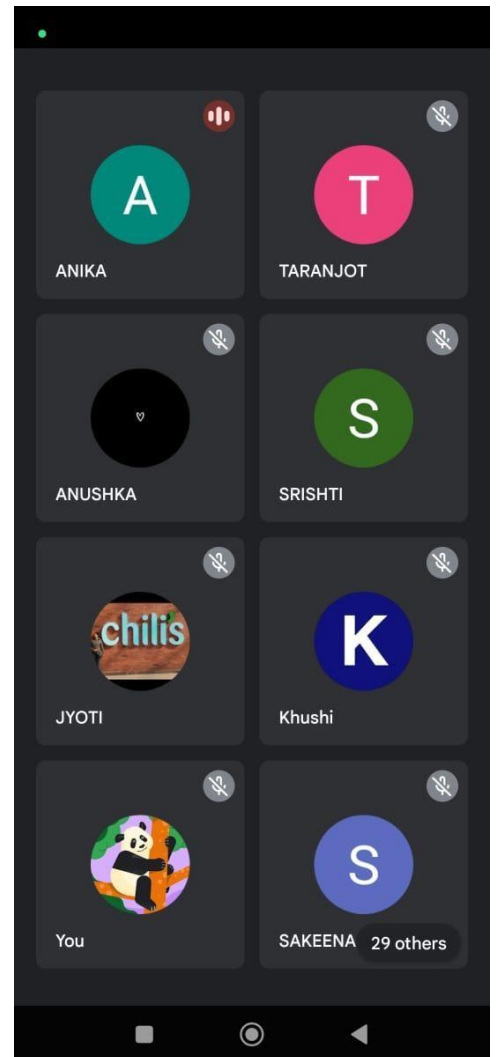 A
T
ANIKA
TARANJOT
S
ANUSHKA
SRISHTI
chilis
K
JYOTI
Khushi
S
You
SAKEENA
29 others